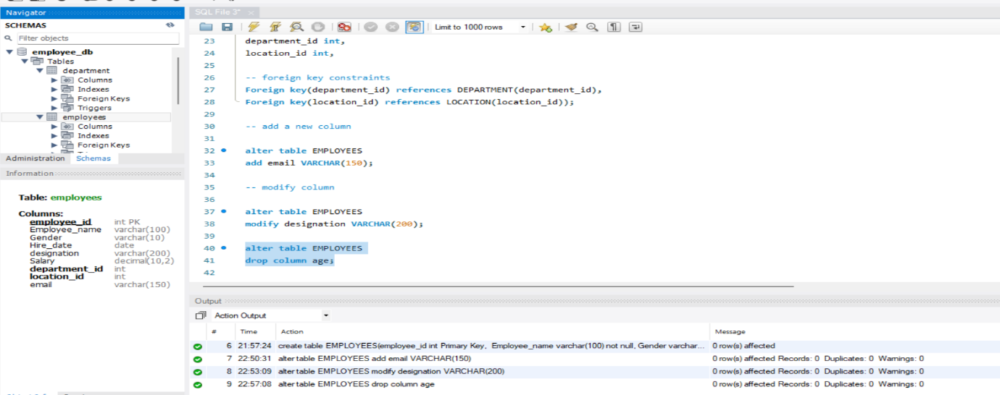 Navigator
SCHEMAS
Filter objects
employee_db
Tables
department
Columns
Indexes
Foreign Keys
Triggers
employees
Columns
Indexes
Foreign Keys
Administration Schemas
Information
Table: employees
Columns:
employee_id int PK
Employee_name varchar(100)
Gender varchar(10)
Hire_date date
designation varchar(200)
Salary decimal(10,2)
department_id int
location_id int
email varchar(150)
SQL File 3*
Limit to 1000 rows
23 department_id int,
24 location_id int,
25
26 -- foreign key constraints
27 Foreign key(department_id) references DEPARTMENT(department_id),
28 Foreign key(location_id) references LOCATION(location_id));
29
30 -- add a new column
31
32 alter table EMPLOYEES
33 add email VARCHAR(150);
34
35 -- modify column
36
37 alter table EMPLOYEES
38 modify designation VARCHAR(200);
39
40 alter table EMPLOYEES
41 drop column age;
42
Output
Action Output
# Time Action Message
6 21:57:24 create table EMPLOYEES(employee_id int Primary Key, Employee_name varchar(100) not null, Gender varchar... 0 row(s) affected
7 22:50:31 alter table EMPLOYEES add email VARCHAR(150) 0 row(s) affected Records: 0 Duplicates: 0 Warnings: 0
8 22:53:09 alter table EMPLOYEES modify designation VARCHAR(200) 0 row(s) affected Records: 0 Duplicates: 0 Warnings: 0
9 22:57:08 alter table EMPLOYEES drop column age 0 row(s) affected Records: 0 Duplicates: 0 Warnings: 0